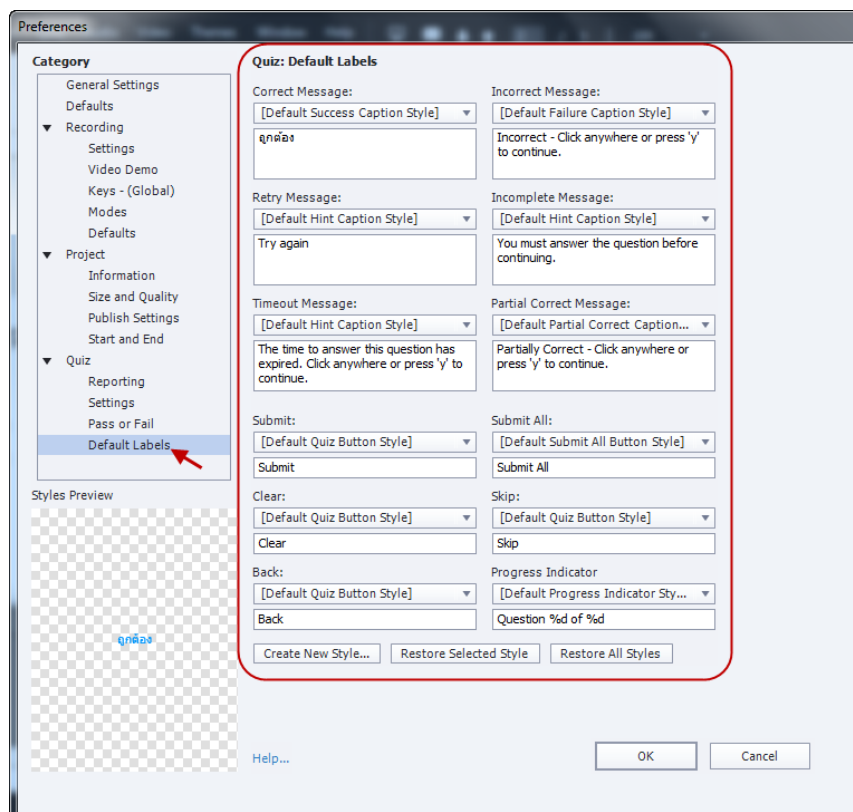 Preferences
Category
General Settings
Defaults
Recording
Settings
Video Demo
Keys - (Global)
Modes
Defaults
Project
Information
Size and Quality
Publish Settings
Start and End
Quiz
Reporting
Settings
Pass or Fail
Default Labels
Styles Preview
ถูกต้อง
Quiz: Default Labels
Correct Message:
[Default Success Caption Style]
ถูกต้อง
Incorrect Message:
[Default Failure Caption Style]
Incorrect - Click anywhere or press 'y'
to continue.
Retry Message:
[Default Hint Caption Style]
Try again
Incomplete Message:
[Default Hint Caption Style]
You must answer the question before
continuing.
Timeout Message:
[Default Hint Caption Style]
The time to answer this question has
expired. Click anywhere or press 'y' to
continue.
Partial Correct Message:
[Default Partial Correct Caption...
Partially Correct - Click anywhere or
press 'y' to continue.
Submit:
[Default Quiz Button Style]
Submit
Submit All:
[Default Submit All Button Style]
Submit All
Clear:
[Default Quiz Button Style]
Clear
Skip:
[Default Quiz Button Style]
Skip
Back:
[Default Quiz Button Style]
Back
Progress Indicator
[Default Progress Indicator Sty...
Question %d of %d
Create New Style...
Restore Selected Style
Restore All Styles
Help...
OK
Cancel